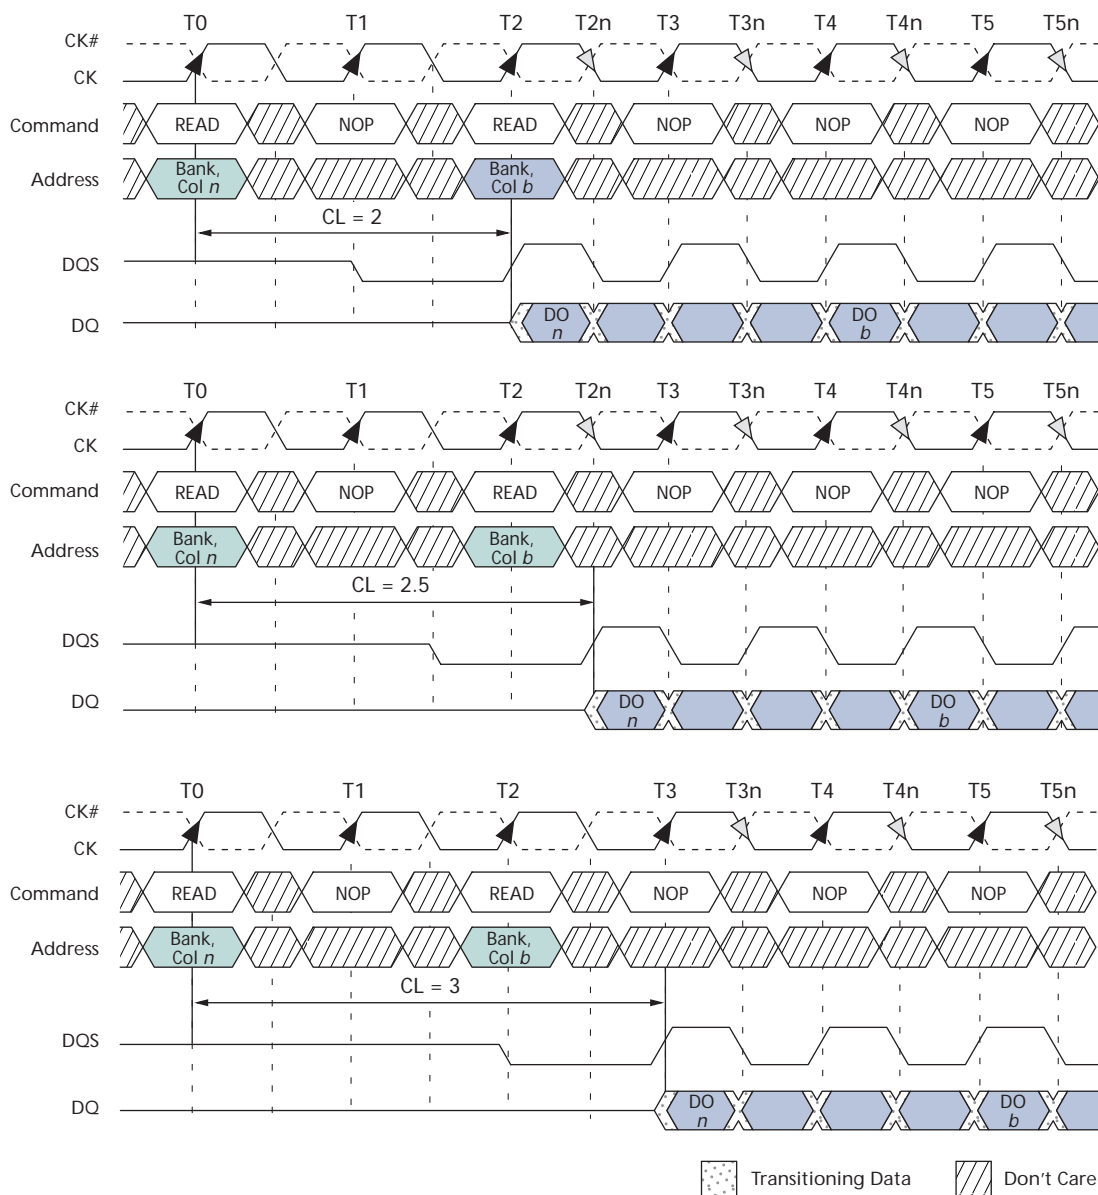 T0 T1 T2 T2n T3 T3n T4 T4n T5 T5n
CK#
CK
Command READ NOP READ NOP NOP NOP
Address Bank, Col n Bank, Col b
CL = 2
DQS
DQ DO n DO b
T0 T1 T2 T2n T3 T3n T4 T4n T5 T5n
CK#
CK
Command READ NOP READ NOP NOP NOP
Address Bank, Col n Bank, Col b
CL = 2.5
DQS
DQ DO n DO b
T0 T1 T2 T3 T3n T4 T4n T5 T5n
CK#
CK
Command READ NOP READ NOP NOP NOP
Address Bank, Col n Bank, Col b
CL = 3
DQS
DQ DO n DO b
Transitioning Data Don't Care